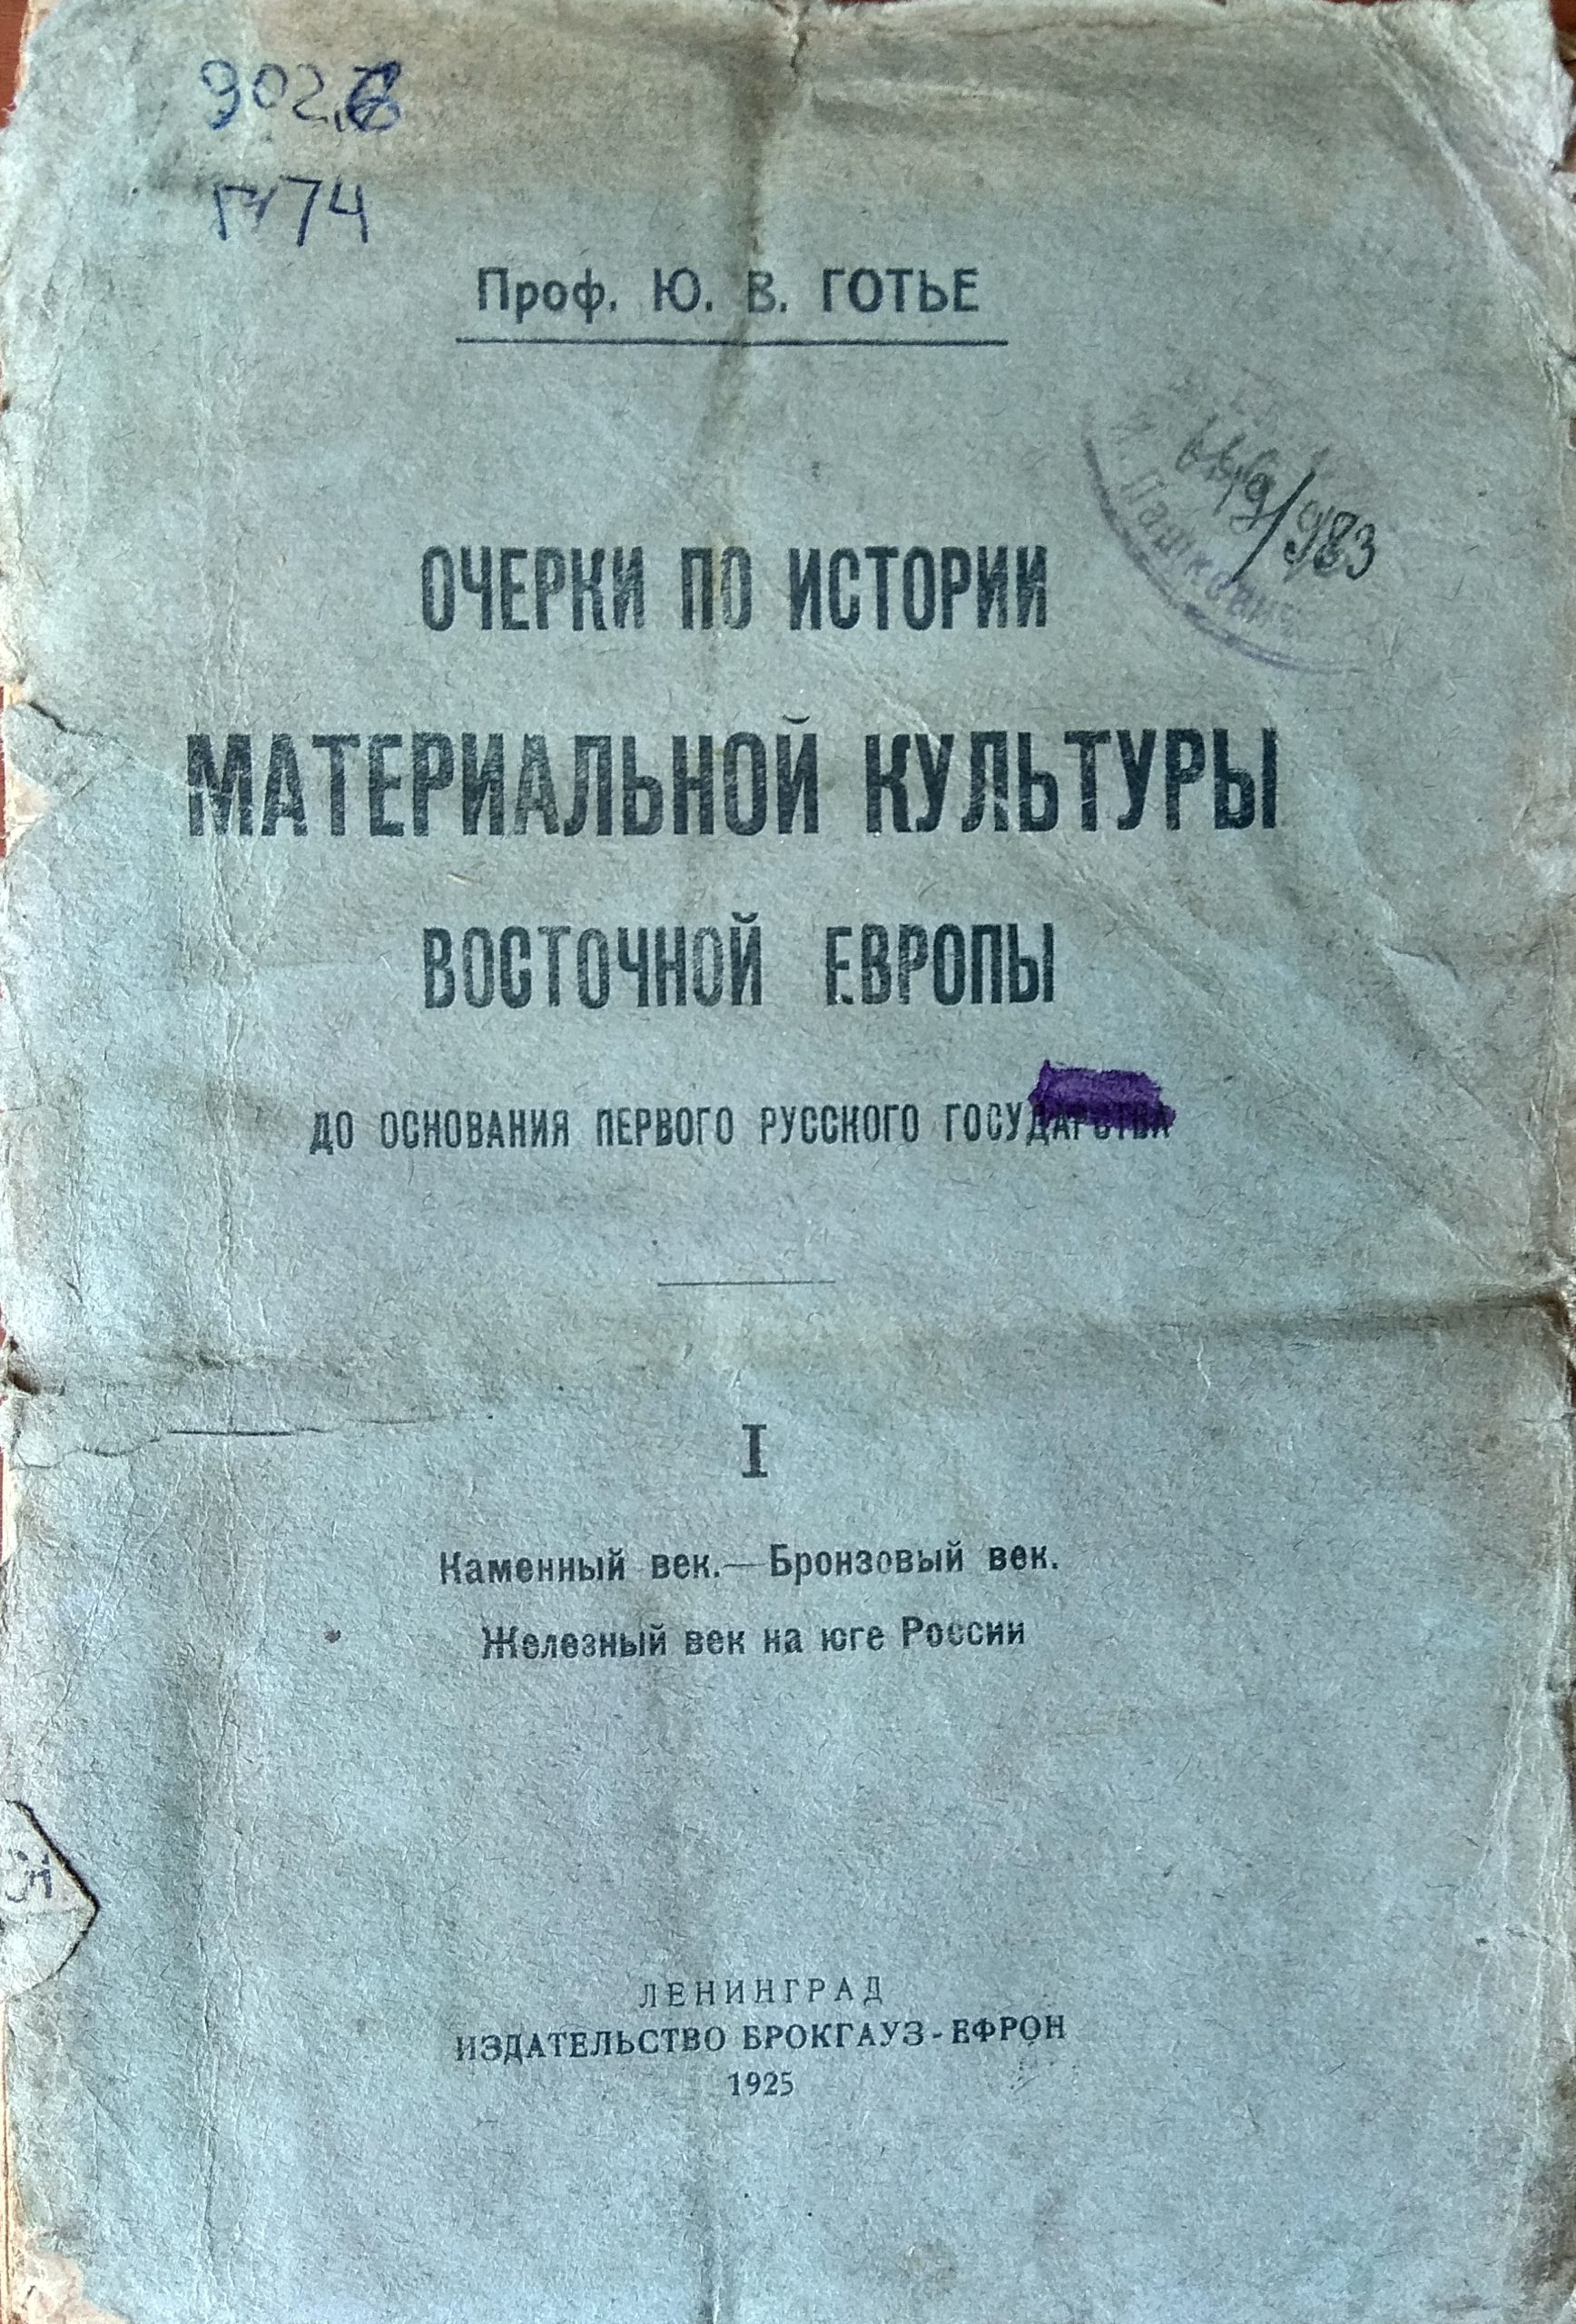 902.6
Г74
Проф. Ю. В. ГОТЬЕ
ОЧЕРКИ ПО ИСТОРИИ
МАТЕРИАЛЬНОЙ КУЛЬТУРЫ
ВОСТОЧНОЙ ЕВРОПЫ
ДО ОСНОВАНИЯ ПЕРВОГО РУССКОГО ГОСУДАРСТВА
I
Каменный век.—Бронзовый век.
Железный век на юге России
ЛЕНИНГРАД
ИЗДАТЕЛЬСТВО БРОКГАУЗ-ЕФРОН
1925